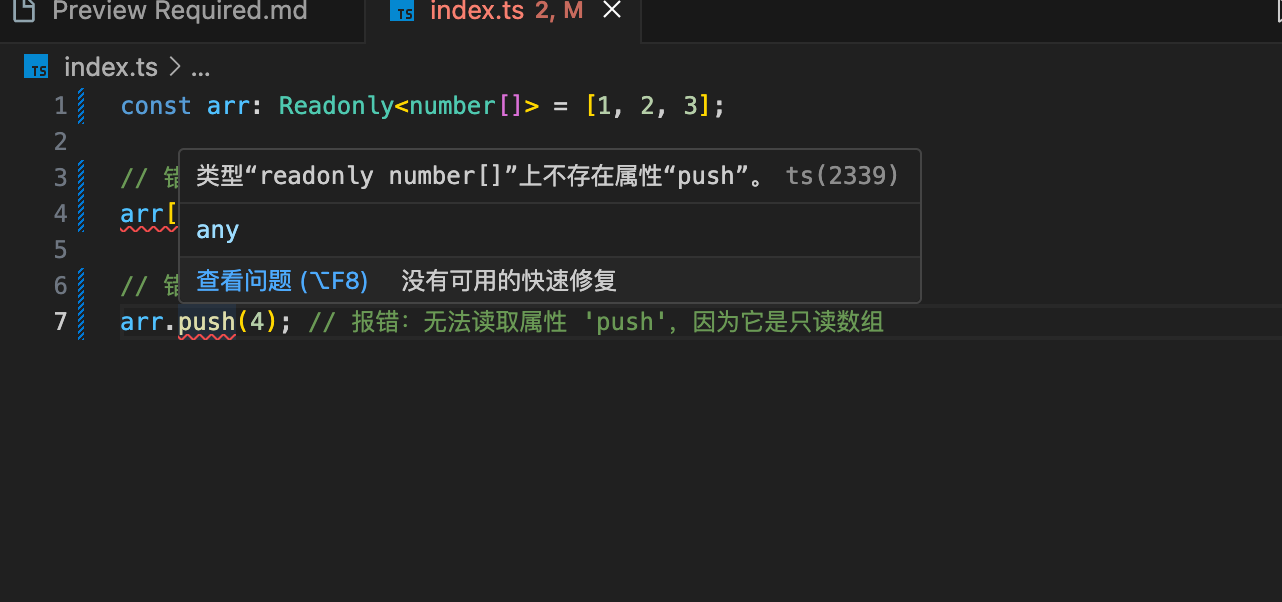 Preview Required.md
TS index.ts 2, M
TS index.ts > ...
1 const arr: Readonly<number[]> = [1, 2, 3];
2
3 // 错
类型“readonly number[]”上不存在属性“push”。 ts(2339)
4 arr[
any
5
6 // 错
查看问题 (⌥F8) 没有可用的快速修复
7 arr.push(4); // 报错：无法读取属性 'push'，因为它是只读数组